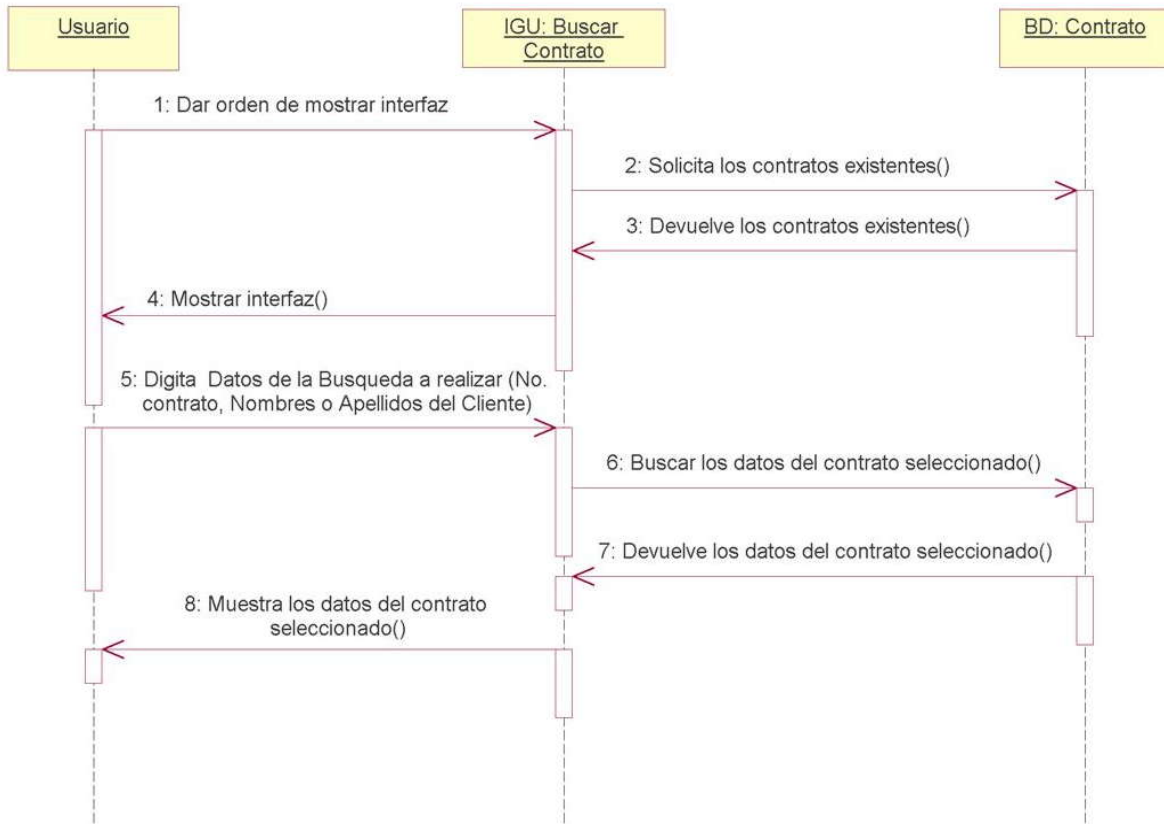 Usuario
IGU: Buscar
Contrato
BD: Contrato
1: Dar orden de mostrar interfaz
2: Solicita los contratos existentes()
3: Devuelve los contratos existentes()
4: Mostrar interfaz()
5: Digita Datos de la Busqueda a realizar (No.
contrato, Nombres o Apellidos del Cliente)
6: Buscar los datos del contrato seleccionado()
7: Devuelve los datos del contrato seleccionado()
8: Muestra los datos del contrato
seleccionado()